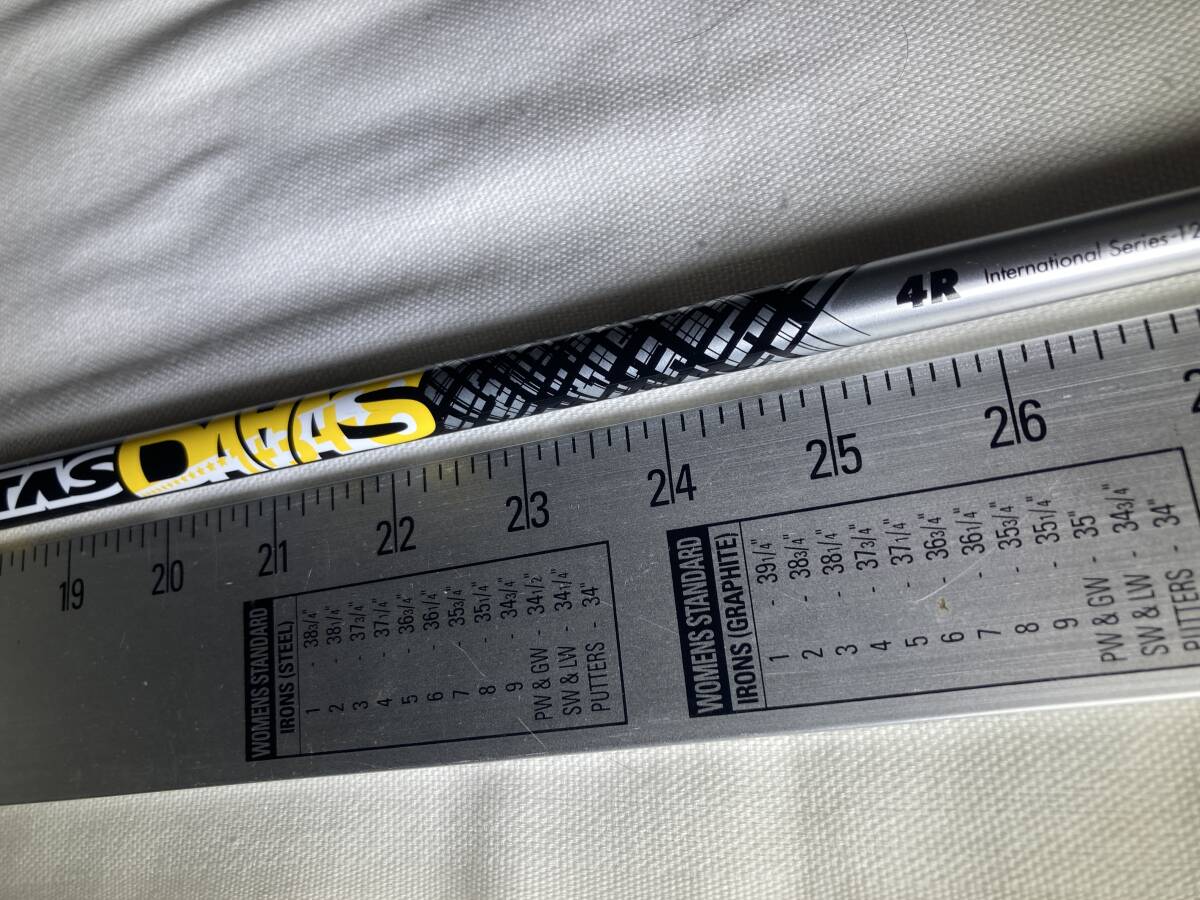 TAS DAAAS
4R International Series-12
19 20 21 22 23 24 25 26 2
WOMENS STANDARD
IRONS (STEEL)
1 - 38 3/4"
2 - 38 1/4"
3 - 37 3/4"
4 - 37 1/4"
5 - 36 3/4"
6 - 36 1/4"
7 - 35 3/4"
8 - 35 1/4"
9 - 34 3/4"
PW & GW - 34 1/2"
SW & LW - 34 1/4"
PUTTERS - 34"
WOMENS STANDARD
IRONS (GRAPHITE)
1 - 39 1/4"
2 - 38 3/4"
3 - 38 1/4"
4 - 37 3/4"
5 - 37 1/4"
6 - 36 3/4"
7 - 36 1/4"
8 - 35 3/4"
9 - 35 1/4"
PW & GW - 35"
SW & LW - 34 3/4"
PUTTERS - 34"